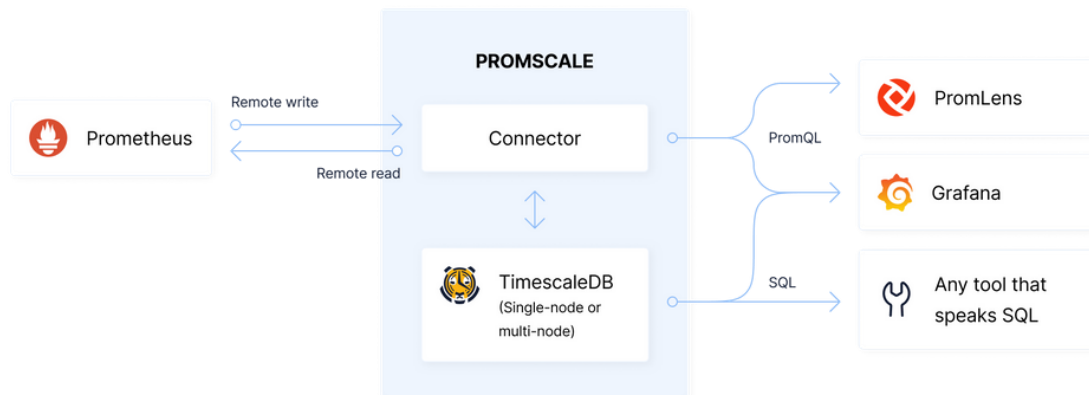 PROMSCALE
Prometheus
Remote write
Remote read
Connector
TimescaleDB
(Single-node or
multi-node)
PromQL
SQL
PromLens
Grafana
Any tool that
speaks SQL